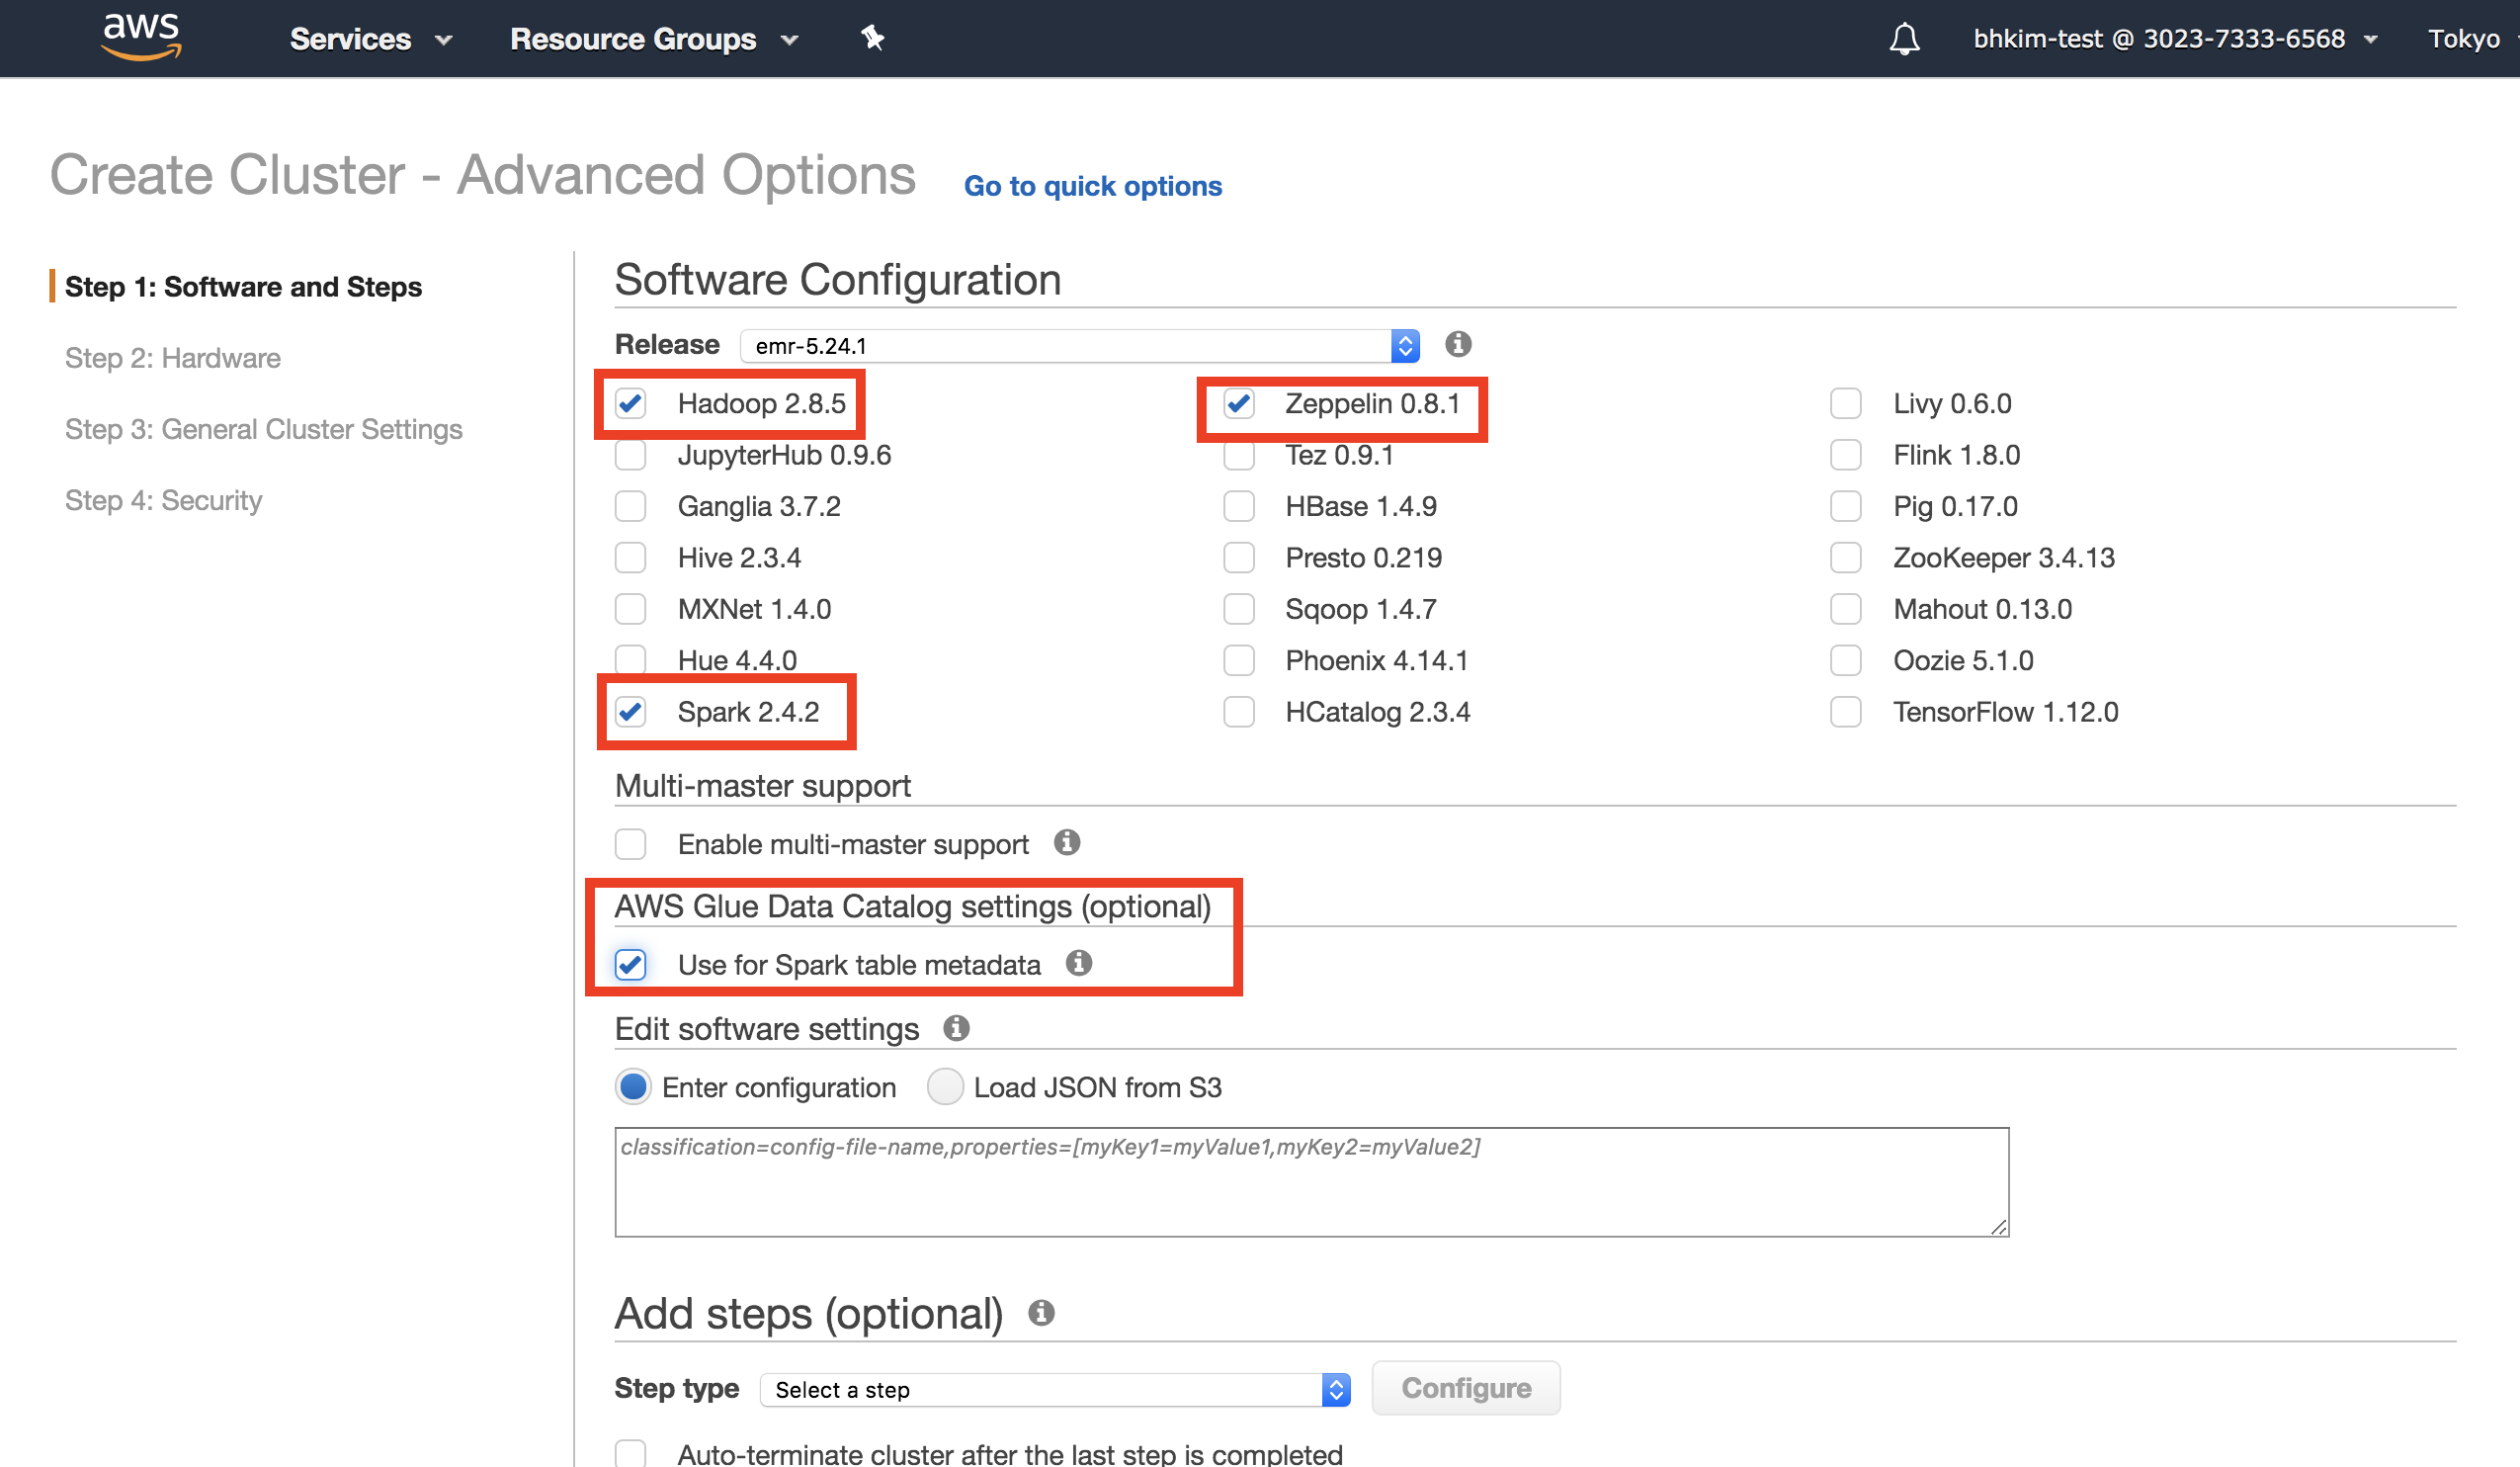 aws Services Resource Groups bhkim-test @ 3023-7333-6568 Tokyo
Create Cluster - Advanced Options Go to quick options
Step 1: Software and Steps
Step 2: Hardware
Step 3: General Cluster Settings
Step 4: Security
Software Configuration
Release emr-5.24.1
Hadoop 2.8.5 Zeppelin 0.8.1 Livy 0.6.0
JupyterHub 0.9.6 Tez 0.9.1 Flink 1.8.0
Ganglia 3.7.2 HBase 1.4.9 Pig 0.17.0
Hive 2.3.4 Presto 0.219 ZooKeeper 3.4.13
MXNet 1.4.0 Sqoop 1.4.7 Mahout 0.13.0
Hue 4.4.0 Phoenix 4.14.1 Oozie 5.1.0
Spark 2.4.2 HCatalog 2.3.4 TensorFlow 1.12.0
Multi-master support
Enable multi-master support
AWS Glue Data Catalog settings (optional)
Use for Spark table metadata
Edit software settings
Enter configuration Load JSON from S3
classification=config-file-name,properties=[myKey1=myValue1,myKey2=myValue2]
Add steps (optional)
Step type Select a step Configure
Auto-terminate cluster after the last step is completed